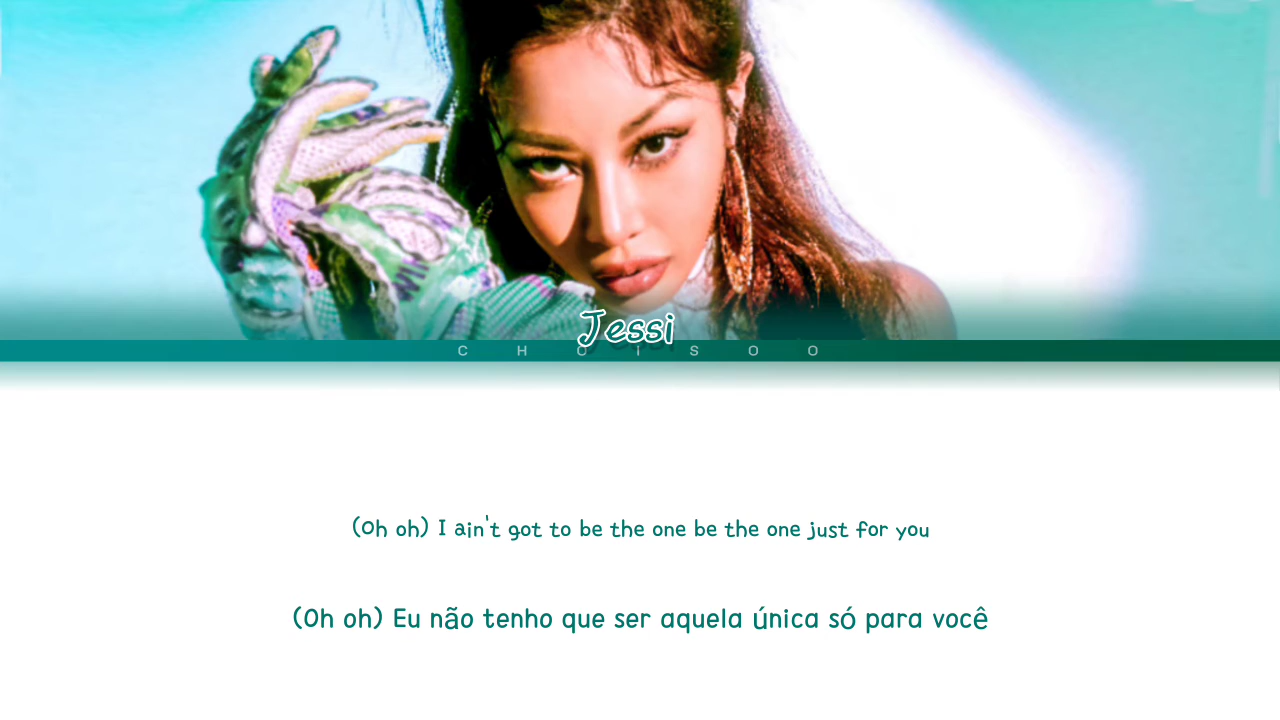 Jessi
CHOISOO
(Oh oh) I ain't got to be the one be the one just for you
(Oh oh) Eu não tenho que ser aquela única só para você